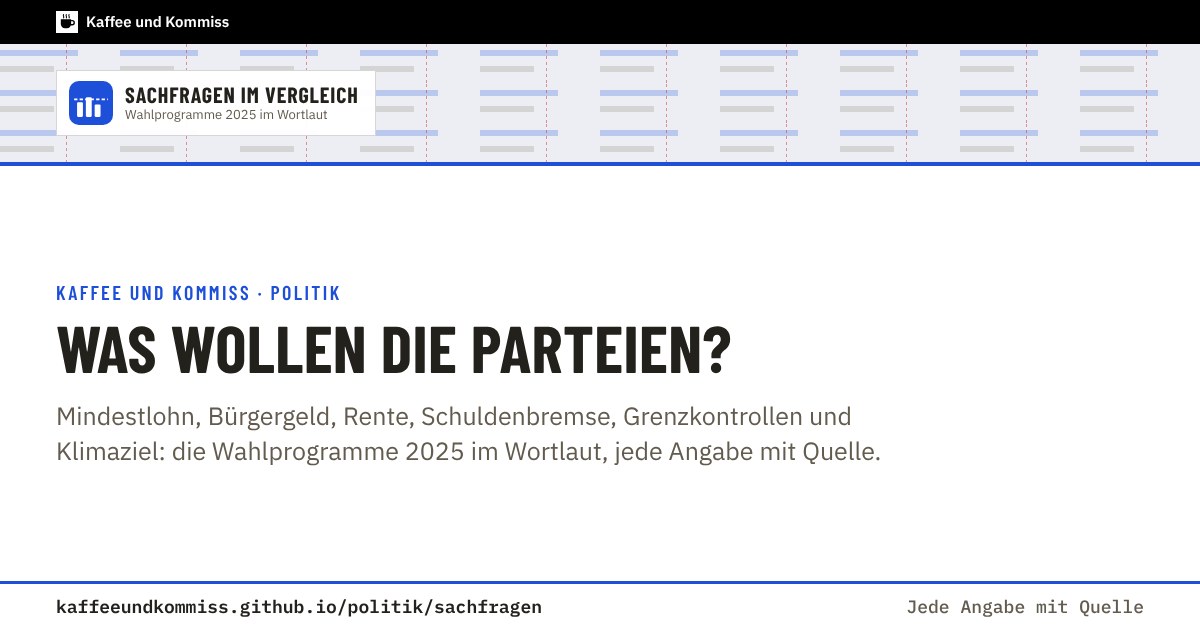 Kaffee und Kommiss
SACHFRAGEN IM VERGLEICH
Wahlprogramme 2025 im Wortlaut
KAFFEE UND KOMMISS · POLITIK
WAS WOLLEN DIE PARTEIEN?
Mindestlohn, Bürgergeld, Rente, Schuldenbremse, Grenzkontrollen und
Klimaziel: die Wahlprogramme 2025 im Wortlaut, jede Angabe mit Quelle.
kaffeeundkommiss.github.io/politik/sachfragen
Jede Angabe mit Quelle